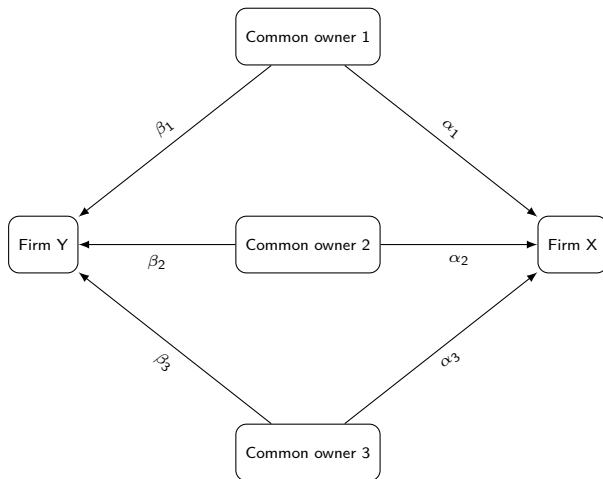 Common owner 1
β1
α1
Firm Y
Common owner 2
Firm X
β2
α2
β3
α3
Common owner 3